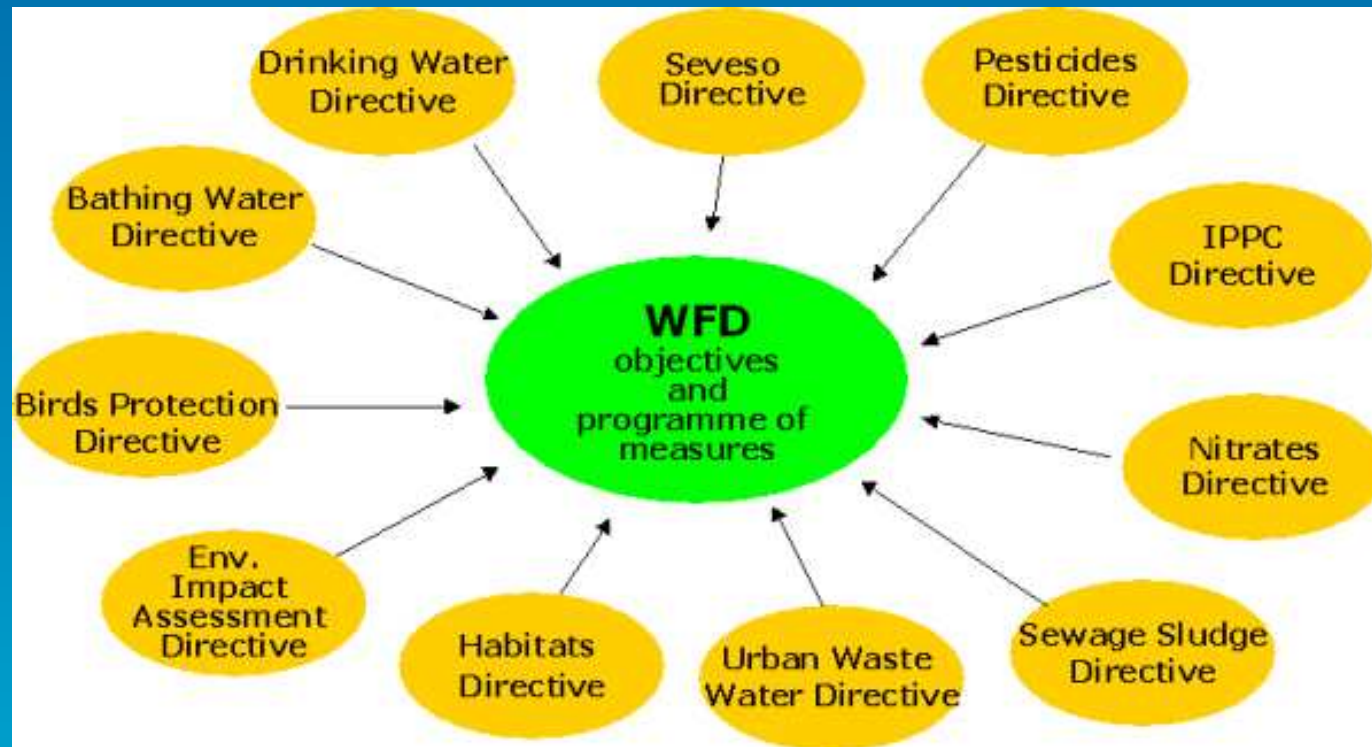 Drinking Water
Directive
Seveso
Directive
Pesticides
Directive
Bathing Water
Directive
IPPC
Directive
WFD
objectives
and
programme of
measures
Birds Protection
Directive
Nitrates
Directive
Env.
Impact
Assessment
Directive
Habitats
Directive
Urban Waste
Water Directive
Sewage Sludge
Directive